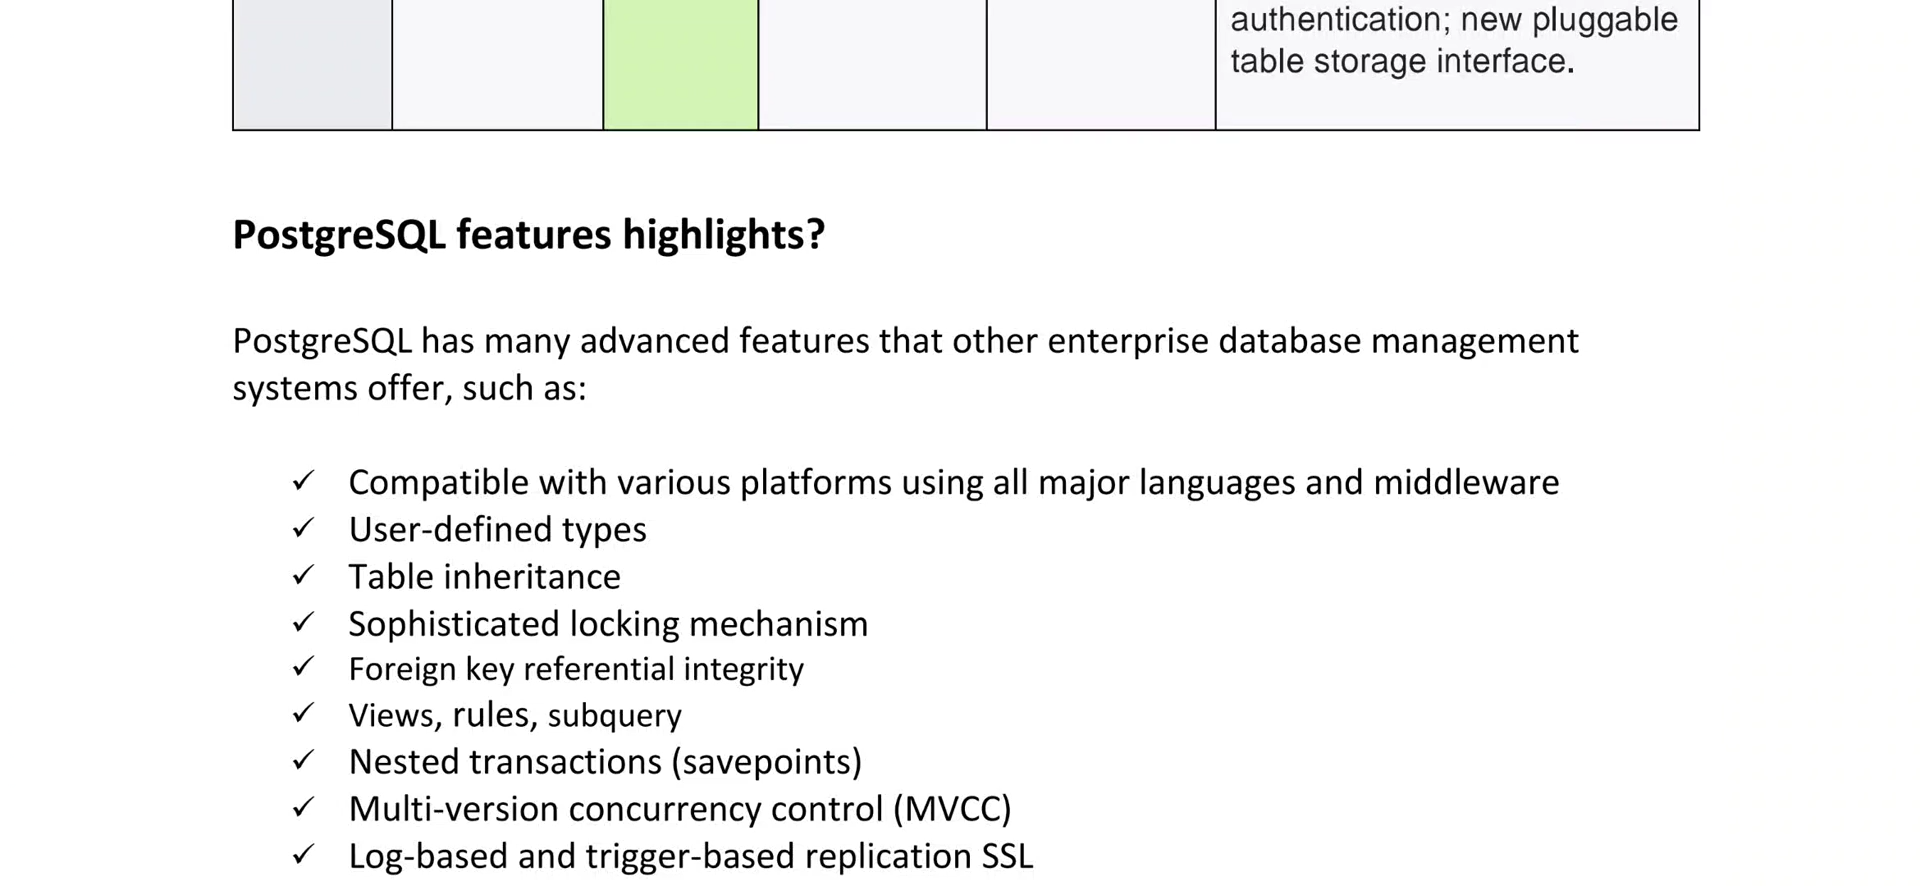 authentication; new pluggable
table storage interface.
PostgreSQL features highlights?
PostgreSQL has many advanced features that other enterprise database management
systems offer, such as:
✓ Compatible with various platforms using all major languages and middleware
✓ User-defined types
✓ Table inheritance
✓ Sophisticated locking mechanism
✓ Foreign key referential integrity
✓ Views, rules, subquery
✓ Nested transactions (savepoints)
✓ Multi-version concurrency control (MVCC)
✓ Log-based and trigger-based replication SSL